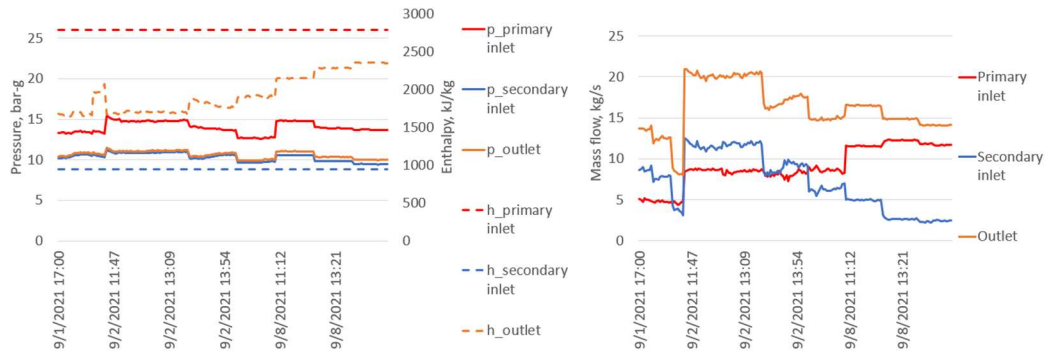 25
20
15
10
5
0
Pressure, bar-g
3000
2500
2000
1500
1000
500
0
Enthalpy, kJ/kg
9/1/2021 17:00
9/2/2021 11:47
9/2/2021 13:09
9/2/2021 13:54
9/8/2021 11:12
9/8/2021 13:21
p_primary
inlet
p_secondary
inlet
p_outlet
h_primary
inlet
h_secondary
inlet
h_outlet
25
20
15
10
5
0
Mass flow, kg/s
9/1/2021 17:00
9/2/2021 11:47
9/2/2021 13:09
9/2/2021 13:54
9/8/2021 11:12
9/8/2021 13:21
Primary
inlet
Secondary
inlet
Outlet